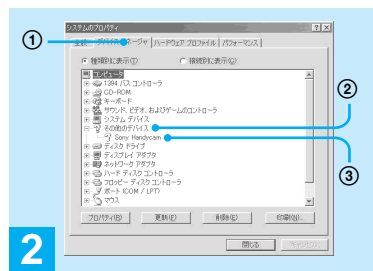 システムのプロパティ
①
全般 デバイス マネージャ ハードウェア プロファイル パフォーマンス
種類別に表示(T) 接続別に表示(C)
コンピュータ
1394 バス コントローラ
CD-ROM
キーボード
サウンド、ビデオ、およびゲームのコントローラ
②
システム デバイス
その他のデバイス
Sony Handycam
③
ディスク ドライブ
ディスプレイ アダプタ
ネットワーク アダプタ
ハード ディスク コントローラ
フロッピー ディスク コントローラ
ポート (COM / LPT)
マウス
プロパティ(R) 更新(F) 削除(E) 印刷(N)...
閉じる キャンセル
2